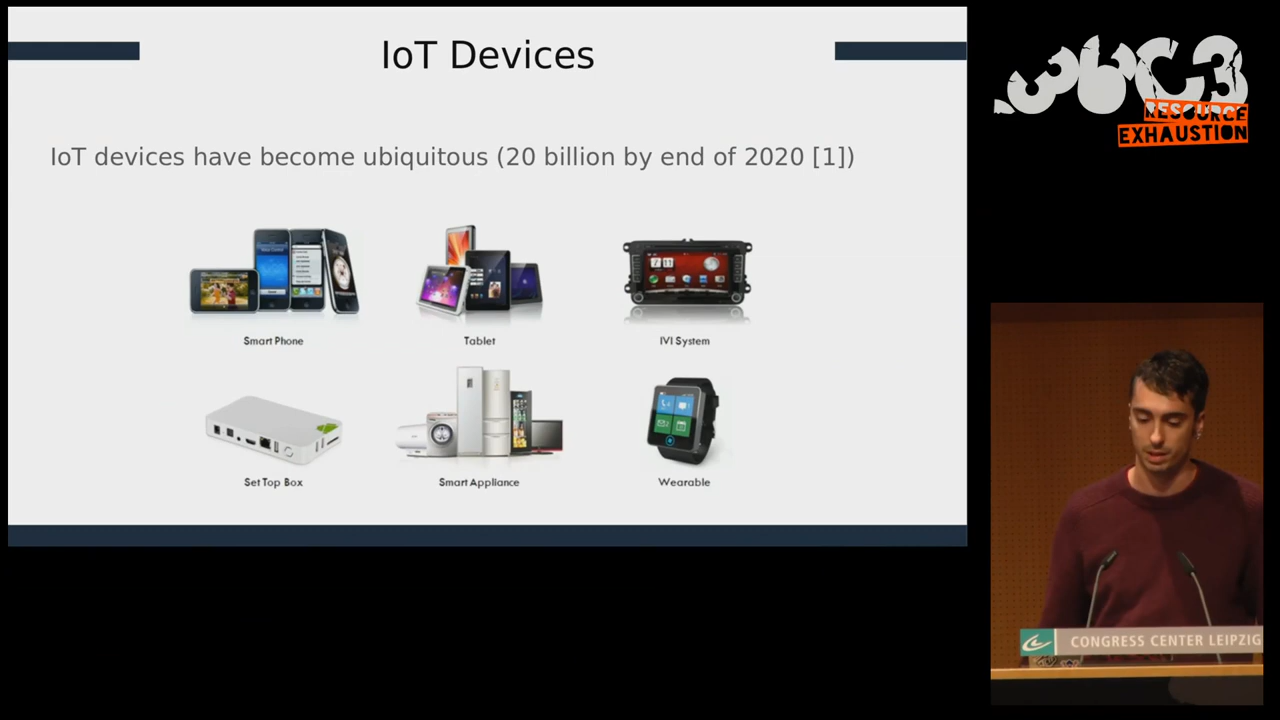 IoT Devices
IoT devices have become ubiquitous (20 billion by end of 2020 [1])
Smart Phone
Tablet
IVI System
Set Top Box
Smart Appliance
Wearable
36C3
RESOURCE
EXHAUSTION
CONGRESS CENTER LEIPZIG